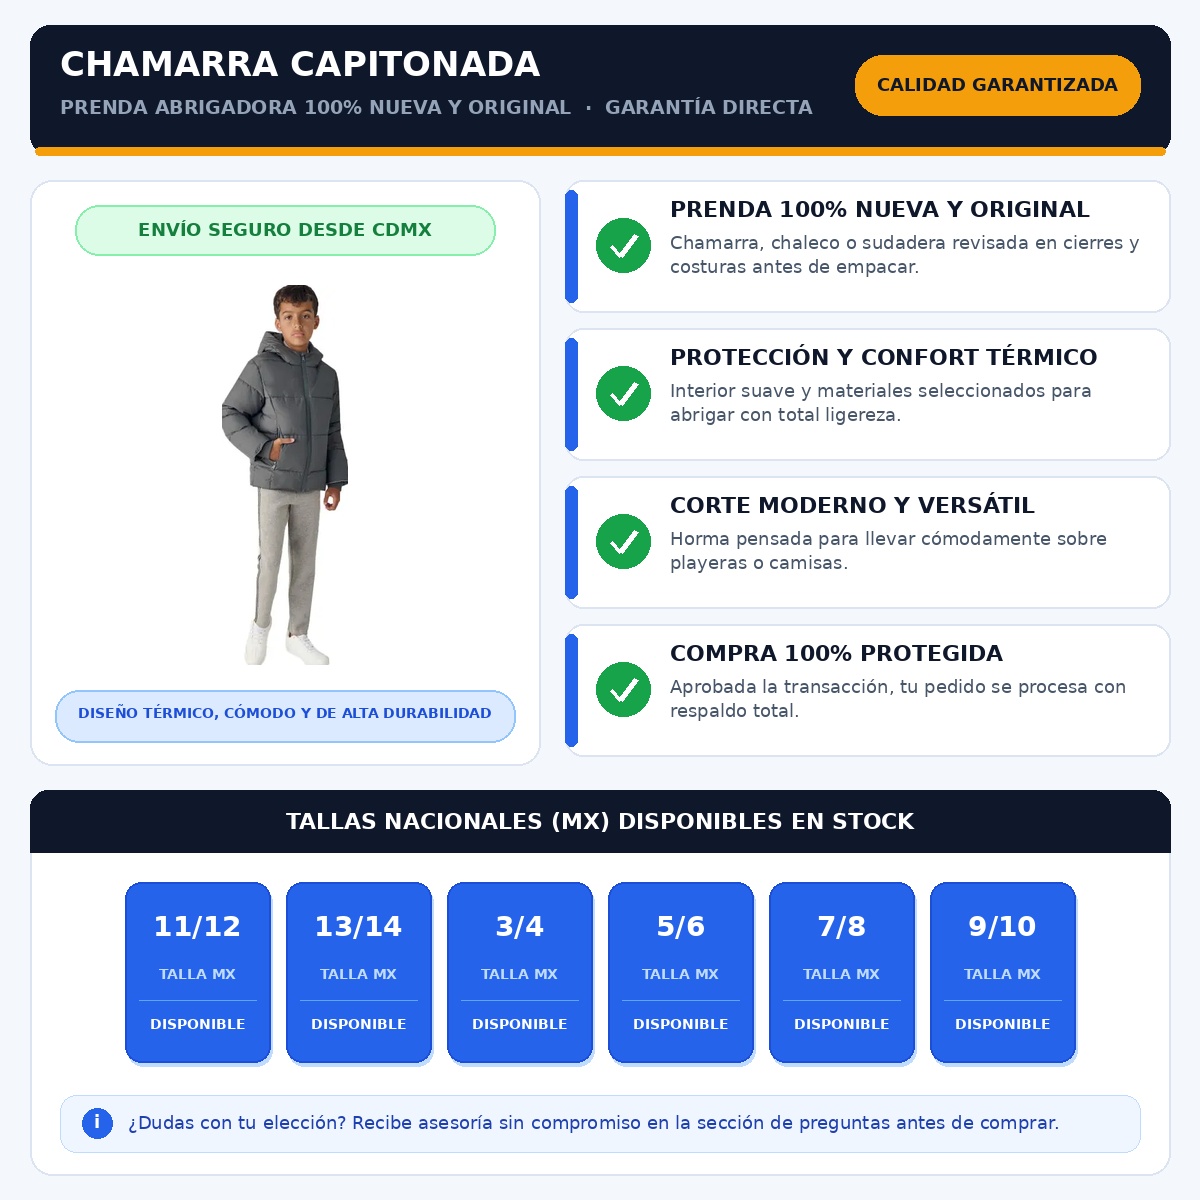 CHAMARRA CAPITONADA
PRENDA ABRIGADORA 100% NUEVA Y ORIGINAL · GARANTÍA DIRECTA
CALIDAD GARANTIZADA
ENVÍO SEGURO DESDE CDMX
DISEÑO TÉRMICO, CÓMODO Y DE ALTA DURABILIDAD
PRENDA 100% NUEVA Y ORIGINAL
Chamarra, chaleco o sudadera revisada en cierres y
costuras antes de empacar.
PROTECCIÓN Y CONFORT TÉRMICO
Interior suave y materiales seleccionados para
abrigar con total ligereza.
CORTE MODERNO Y VERSÁTIL
Horma pensada para llevar cómodamente sobre
playeras o camisas.
COMPRA 100% PROTEGIDA
Aprobada la transacción, tu pedido se procesa con
respaldo total.
TALLAS NACIONALES (MX) DISPONIBLES EN STOCK
11/12
TALLA MX
DISPONIBLE
13/14
TALLA MX
DISPONIBLE
3/4
TALLA MX
DISPONIBLE
5/6
TALLA MX
DISPONIBLE
7/8
TALLA MX
DISPONIBLE
9/10
TALLA MX
DISPONIBLE
i
¿Dudas con tu elección? Recibe asesoría sin compromiso en la sección de preguntas antes de comprar.